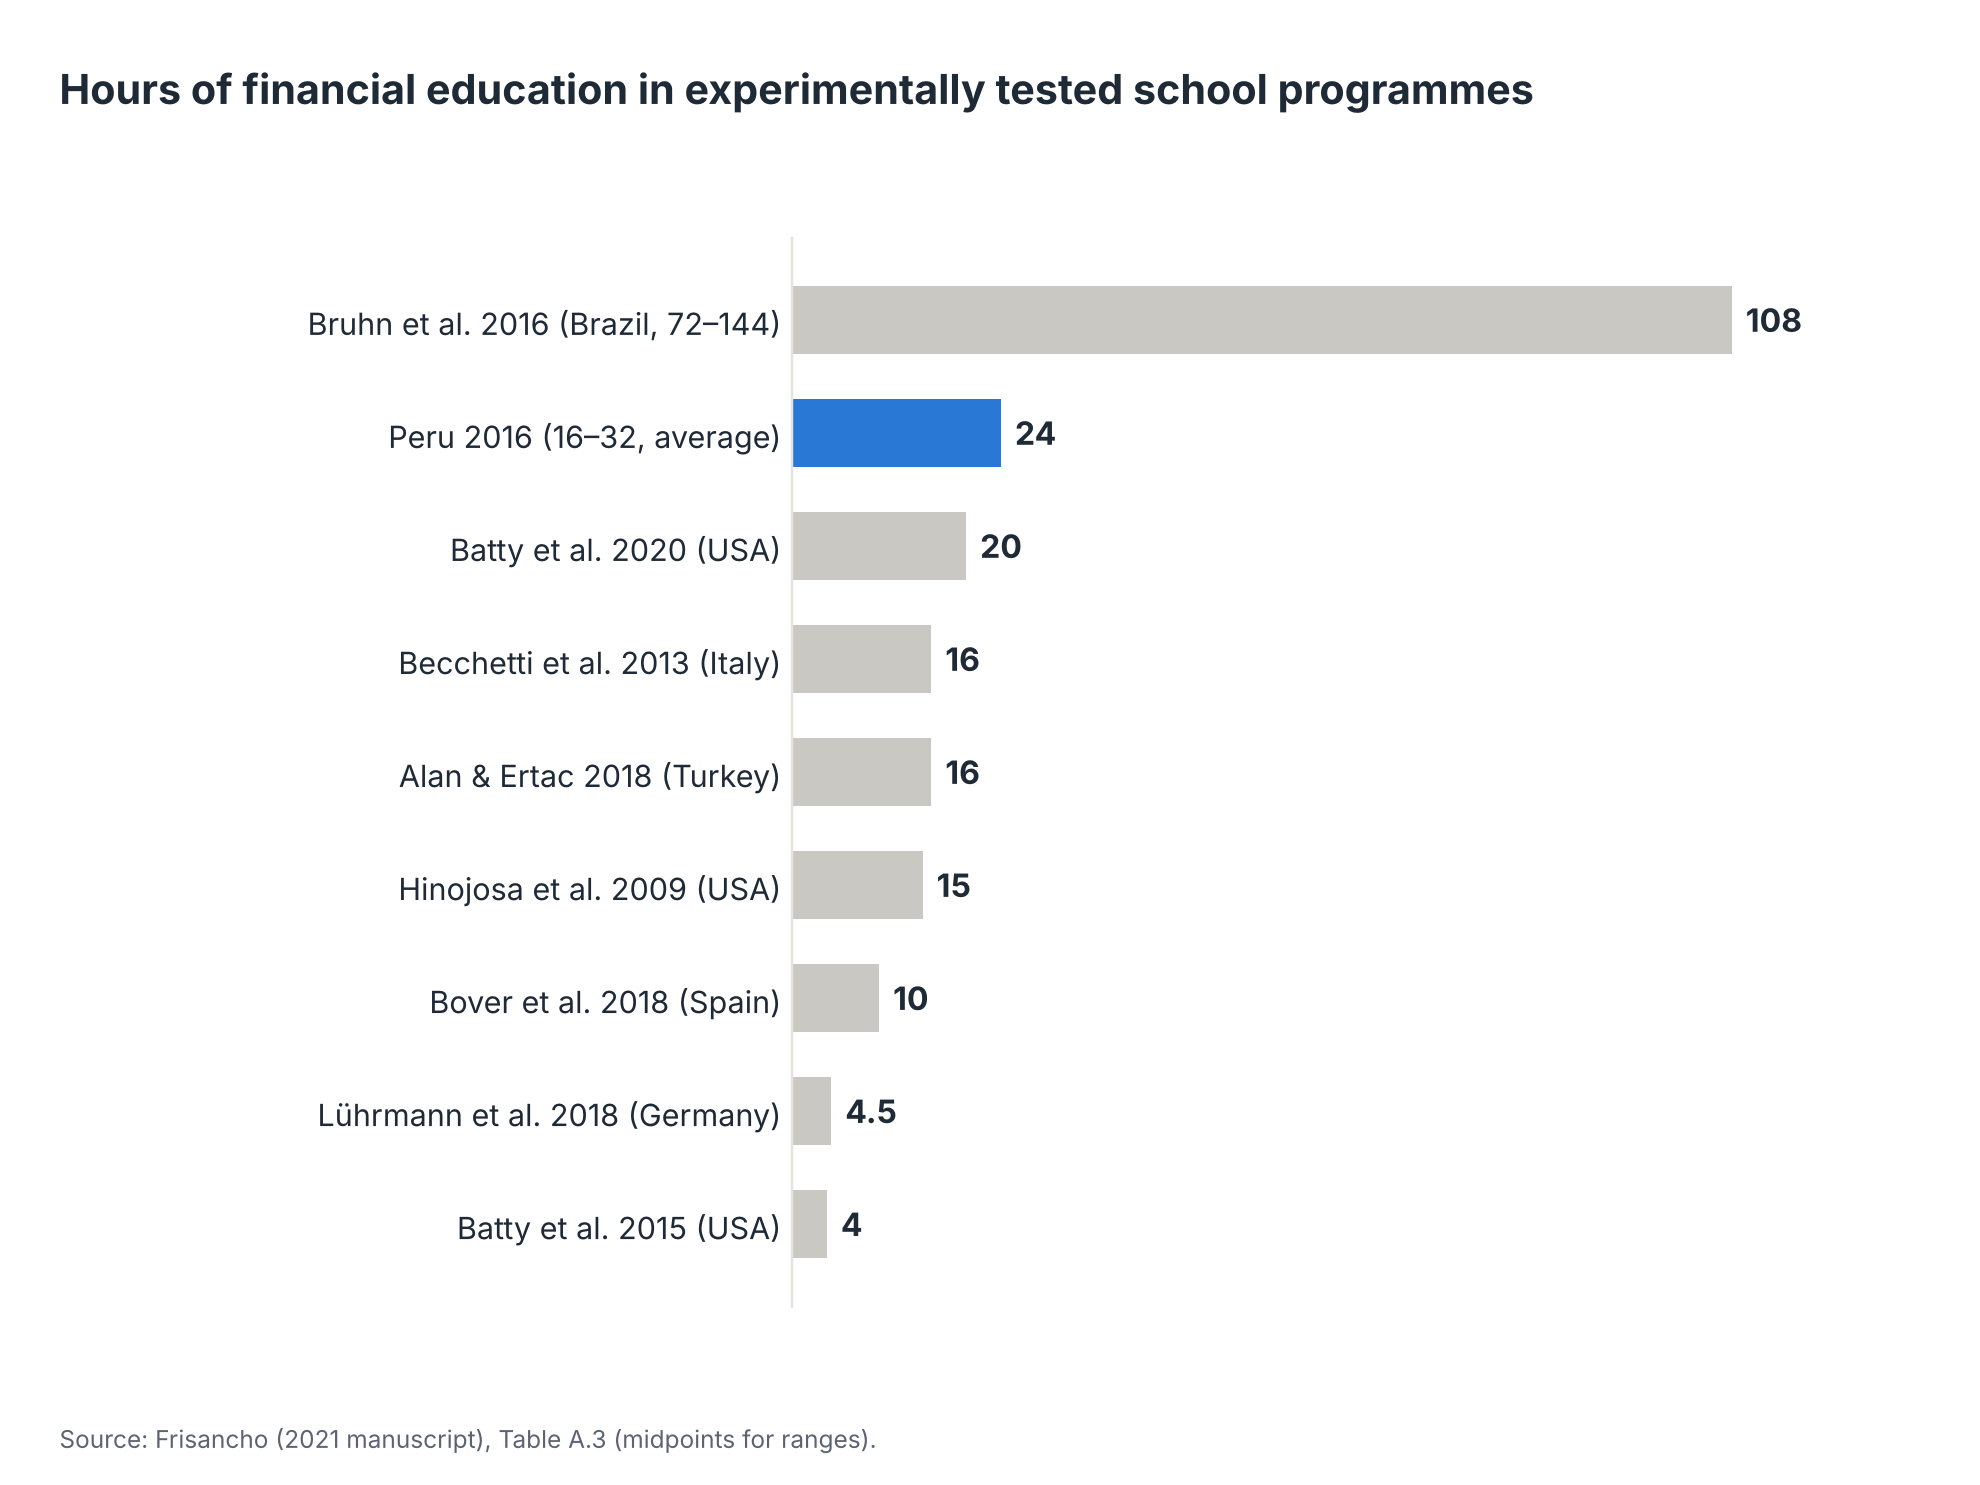 Hours of financial education in experimentally tested school programmes
Bruhn et al. 2016 (Brazil, 72–144) 108
Peru 2016 (16–32, average) 24
Batty et al. 2020 (USA) 20
Becchetti et al. 2013 (Italy) 16
Alan & Ertac 2018 (Turkey) 16
Hinojosa et al. 2009 (USA) 15
Bover et al. 2018 (Spain) 10
Lührmann et al. 2018 (Germany) 4.5
Batty et al. 2015 (USA) 4
Source: Frisancho (2021 manuscript), Table A.3 (midpoints for ranges).